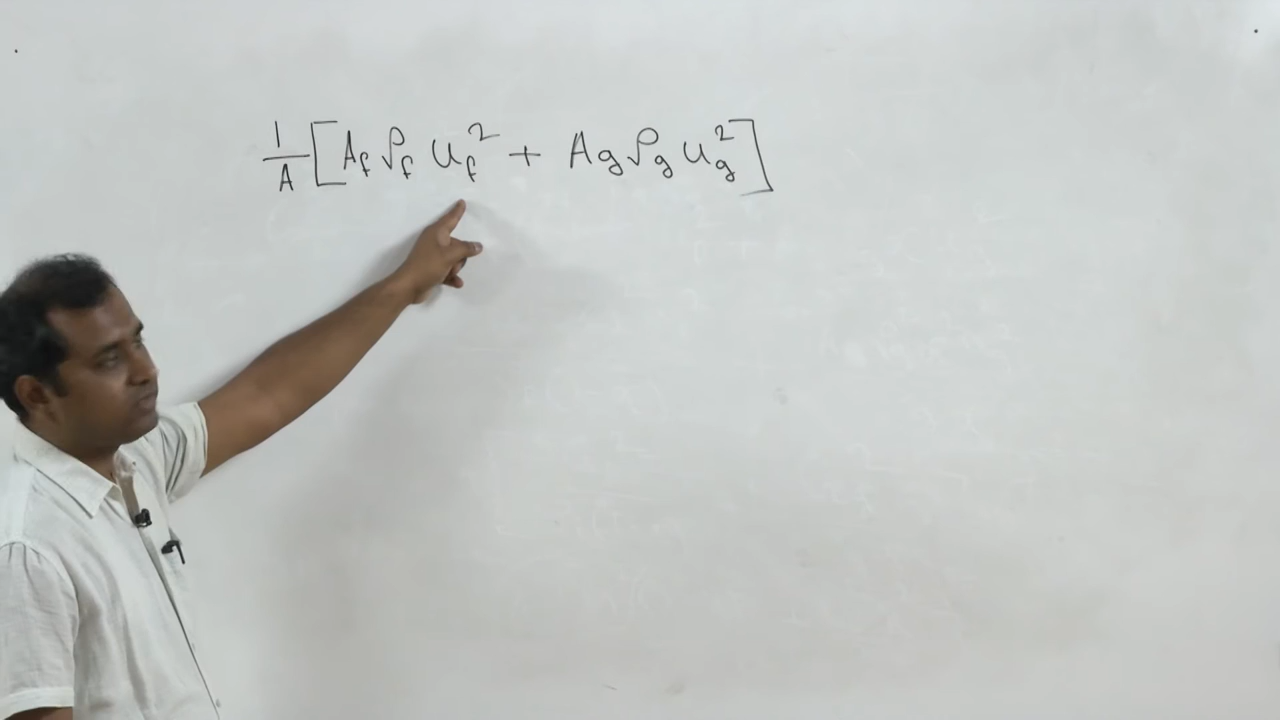 1/A [A_f ρ_f u_f^2 + A_g ρ_g u_g^2]